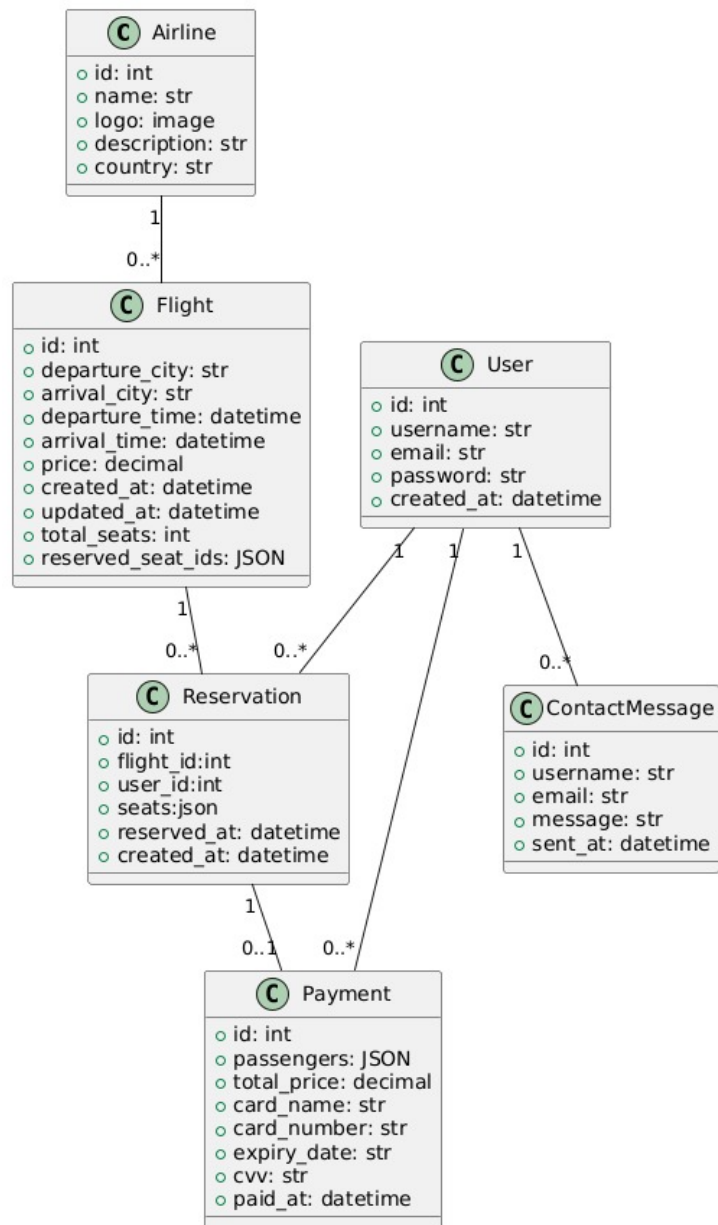 C Airline
id: int
name: str
logo: image
description: str
country: str
1
0..*
C Flight
id: int
departure_city: str
arrival_city: str
departure_time: datetime
arrival_time: datetime
price: decimal
created_at: datetime
updated_at: datetime
total_seats: int
reserved_seat_ids: JSON
C User
id: int
username: str
email: str
password: str
created_at: datetime
1
1
1
1
0..*
0..*
0..*
C Reservation
id: int
flight_id:int
user_id:int
seats:json
reserved_at: datetime
created_at: datetime
C ContactMessage
id: int
username: str
email: str
message: str
sent_at: datetime
1
0..1
0..*
C Payment
id: int
passengers: JSON
total_price: decimal
card_name: str
card_number: str
expiry_date: str
cvv: str
paid_at: datetime